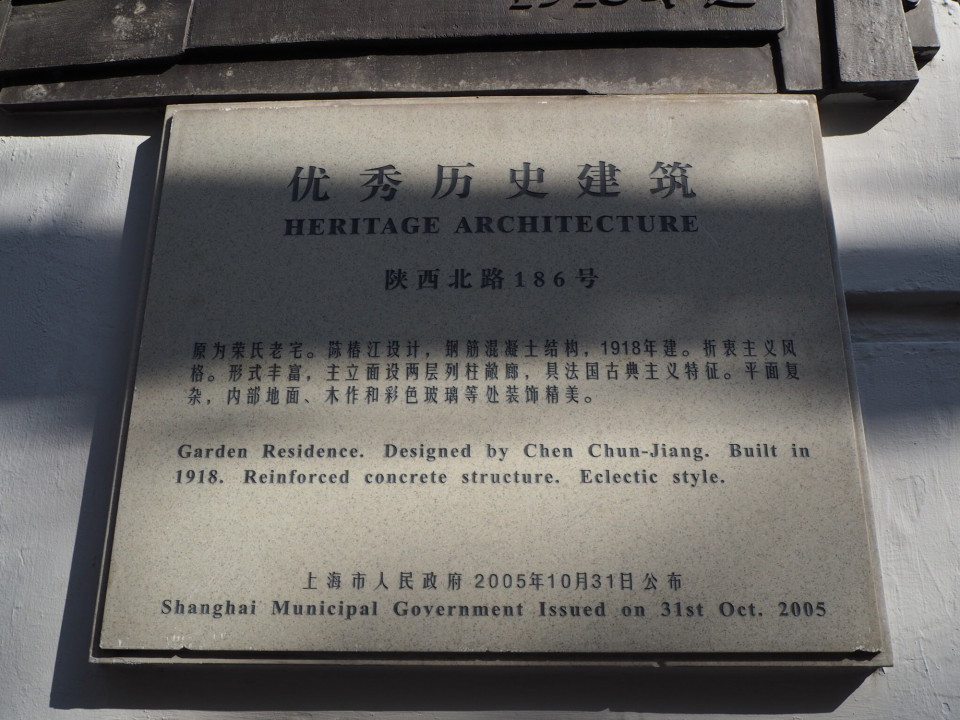 优秀历史建筑
HERITAGE ARCHITECTURE
陕西北路186号
原为荣氏老宅。陈椿江设计，钢筋混凝土结构，1918年建。折衷主义风
格。形式丰富，主立面设两层列柱敞廊，具法国古典主义特征。平面复
杂，内部地面、木作和彩色玻璃等处装饰精美。
Garden Residence. Designed by Chen Chun-Jiang. Built in
1918. Reinforced concrete structure. Eclectic style.
上海市人民政府 2005年10月31日公布
Shanghai Municipal Government Issued on 31st Oct. 2005